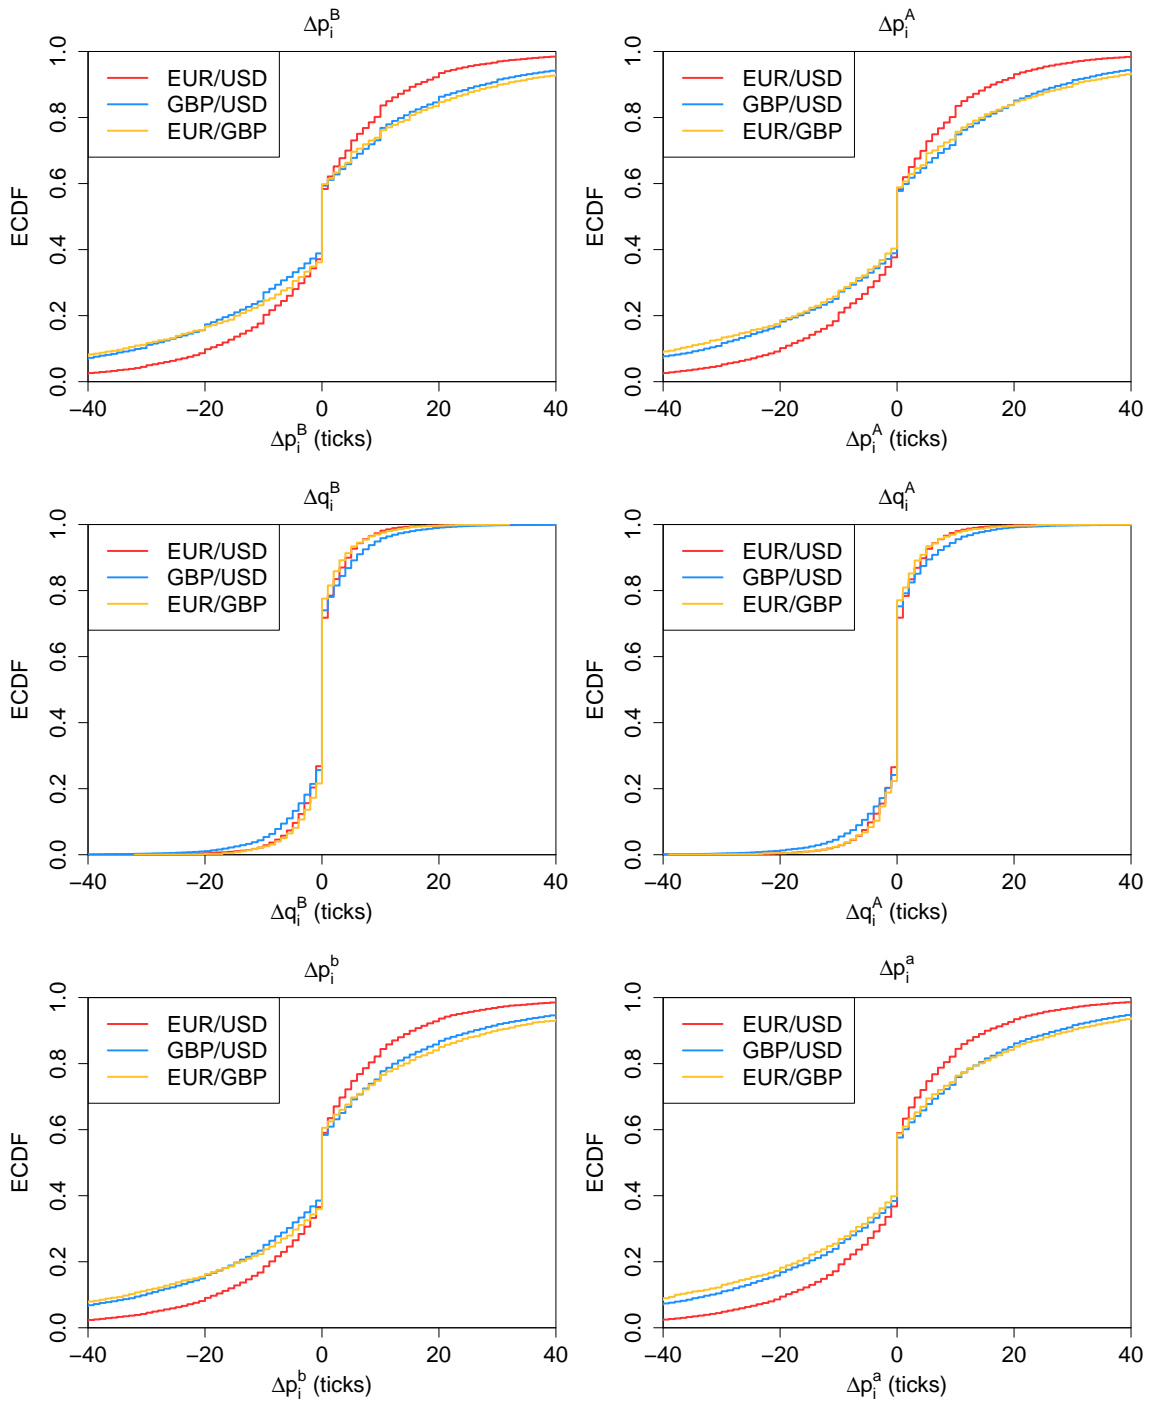 Δp_i^B
ECDF
0.0 0.2 0.4 0.6 0.8 1.0
EUR/USD
GBP/USD
EUR/GBP
−40 −20 0 20 40
Δp_i^B (ticks)
Δp_i^A
ECDF
0.0 0.2 0.4 0.6 0.8 1.0
EUR/USD
GBP/USD
EUR/GBP
−40 −20 0 20 40
Δp_i^A (ticks)
Δq_i^B
ECDF
0.0 0.2 0.4 0.6 0.8 1.0
EUR/USD
GBP/USD
EUR/GBP
−40 −20 0 20 40
Δq_i^B (ticks)
Δq_i^A
ECDF
0.0 0.2 0.4 0.6 0.8 1.0
EUR/USD
GBP/USD
EUR/GBP
−40 −20 0 20 40
Δq_i^A (ticks)
Δp_i^b
ECDF
0.0 0.2 0.4 0.6 0.8 1.0
EUR/USD
GBP/USD
EUR/GBP
−40 −20 0 20 40
Δp_i^b (ticks)
Δp_i^a
ECDF
0.0 0.2 0.4 0.6 0.8 1.0
EUR/USD
GBP/USD
EUR/GBP
−40 −20 0 20 40
Δp_i^a (ticks)